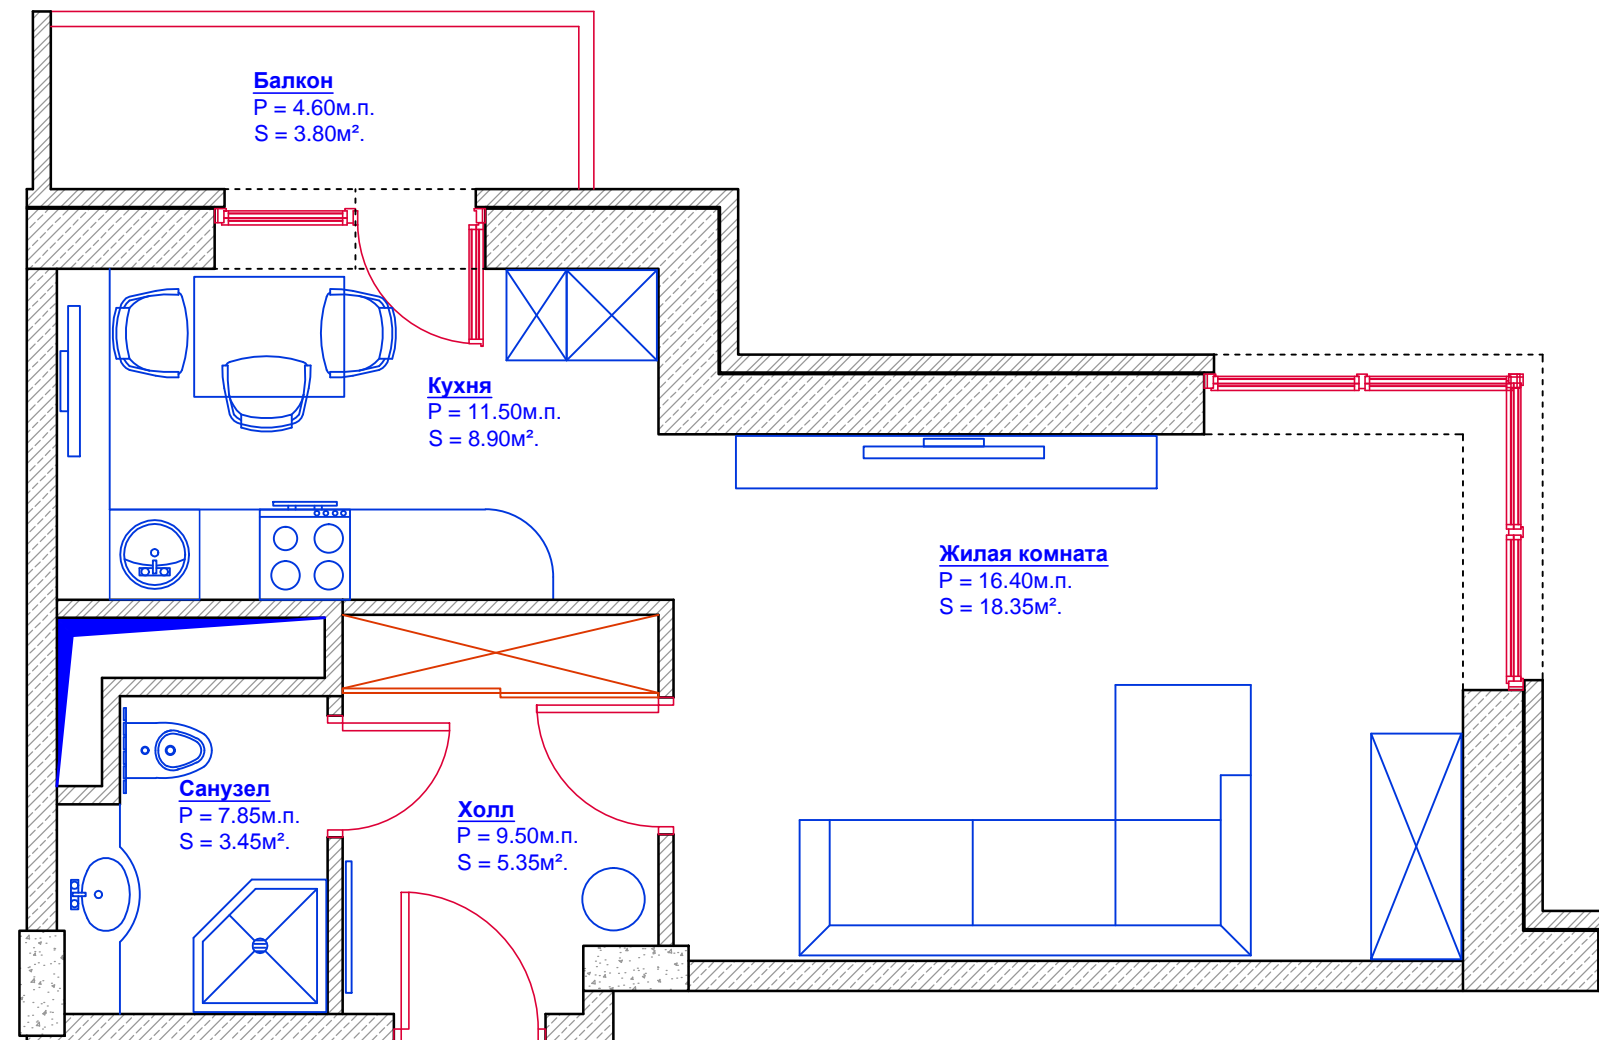 Балкон
P = 4.60м.п.
S = 3.80м².
Кухня
P = 11.50м.п.
S = 8.90м².
Жилая комната
P = 16.40м.п.
S = 18.35м².
Санузел
P = 7.85м.п.
S = 3.45м².
Холл
P = 9.50м.п.
S = 5.35м².